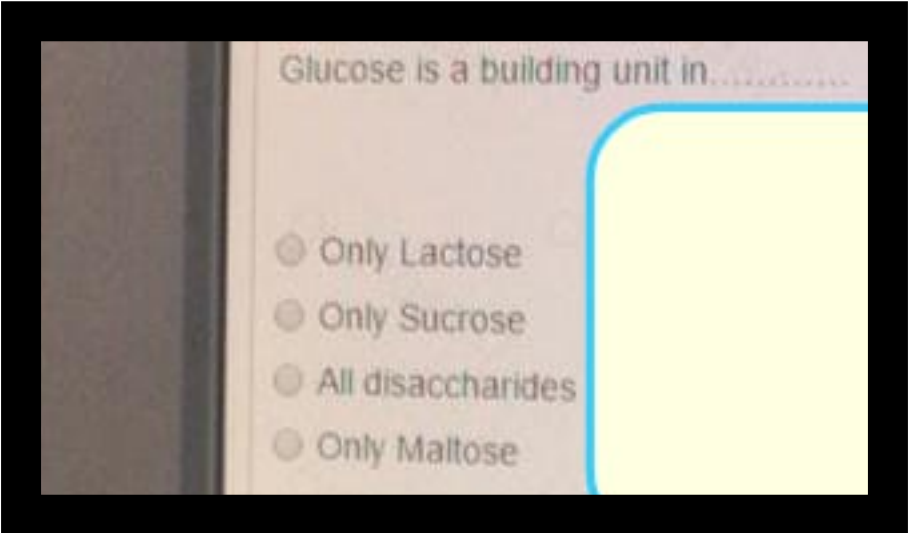 Glucose is a building unit in............
Only Lactose
Only Sucrose
All disaccharides
Only Maltose